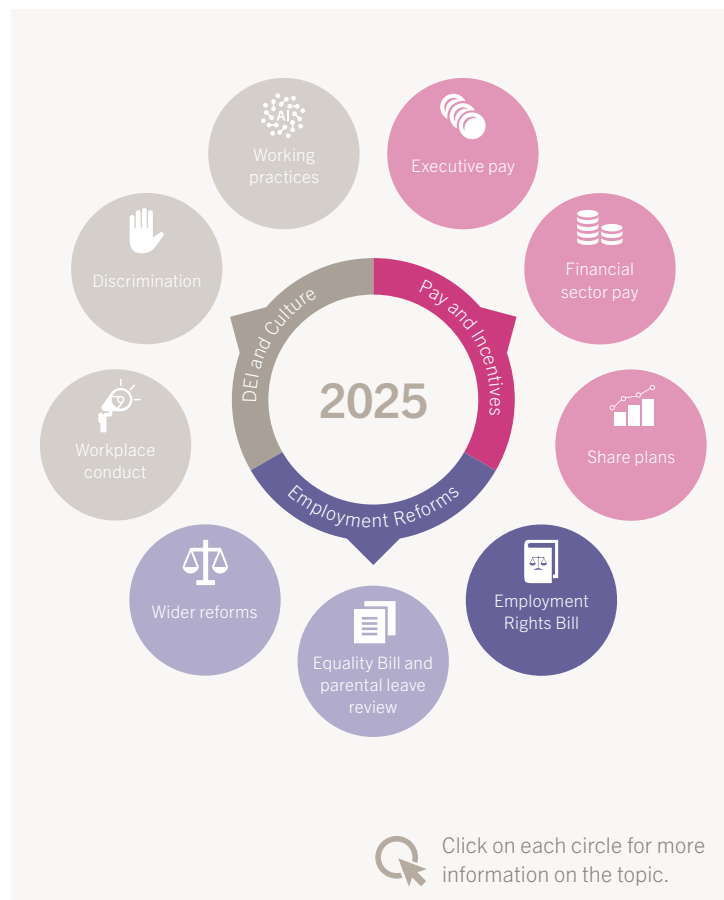 AI
Working
practices
Executive pay
Discrimination
Financial
sector pay
DEI and Culture
Pay and Incentives
2025
Workplace
conduct
Share plans
Employment Reforms
Wider reforms
Employment
Rights Bill
Equality Bill and
parental leave
review
Click on each circle for more
information on the topic.